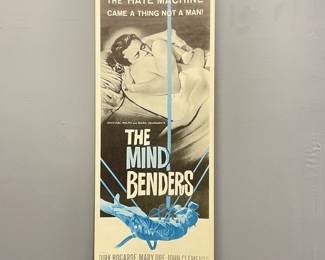 THE HATE MACHINE
CAME A THING NOT A MAN!
THE
MIND
BENDERS
DIRK BOGARDE MARY URE JOHN CLEMENTS